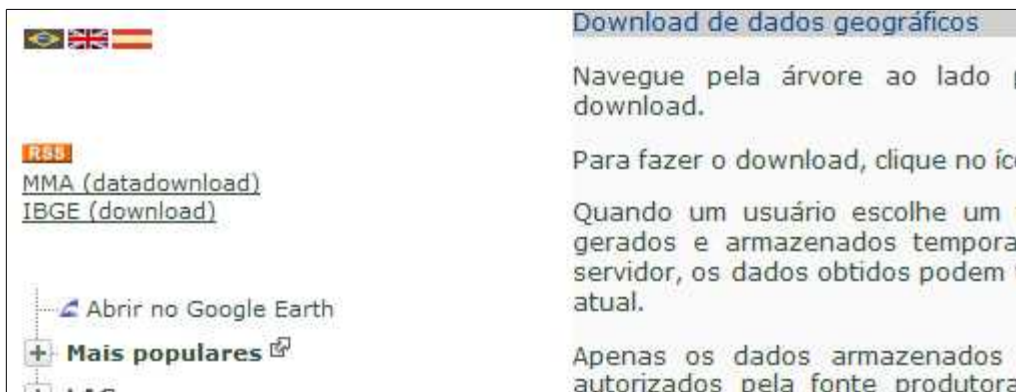 RSS
MMA (datadownload)
IBGE (download)
Abrir no Google Earth
Mais populares
Download de dados geográficos
Navegue pela árvore ao lado
download.
Para fazer o download, clique no
Quando um usuário escolhe um
gerados e armazenados
servidor, os dados obtidos podem
atual.
Apenas os dados armazenados
autorizados pela fonte produtora